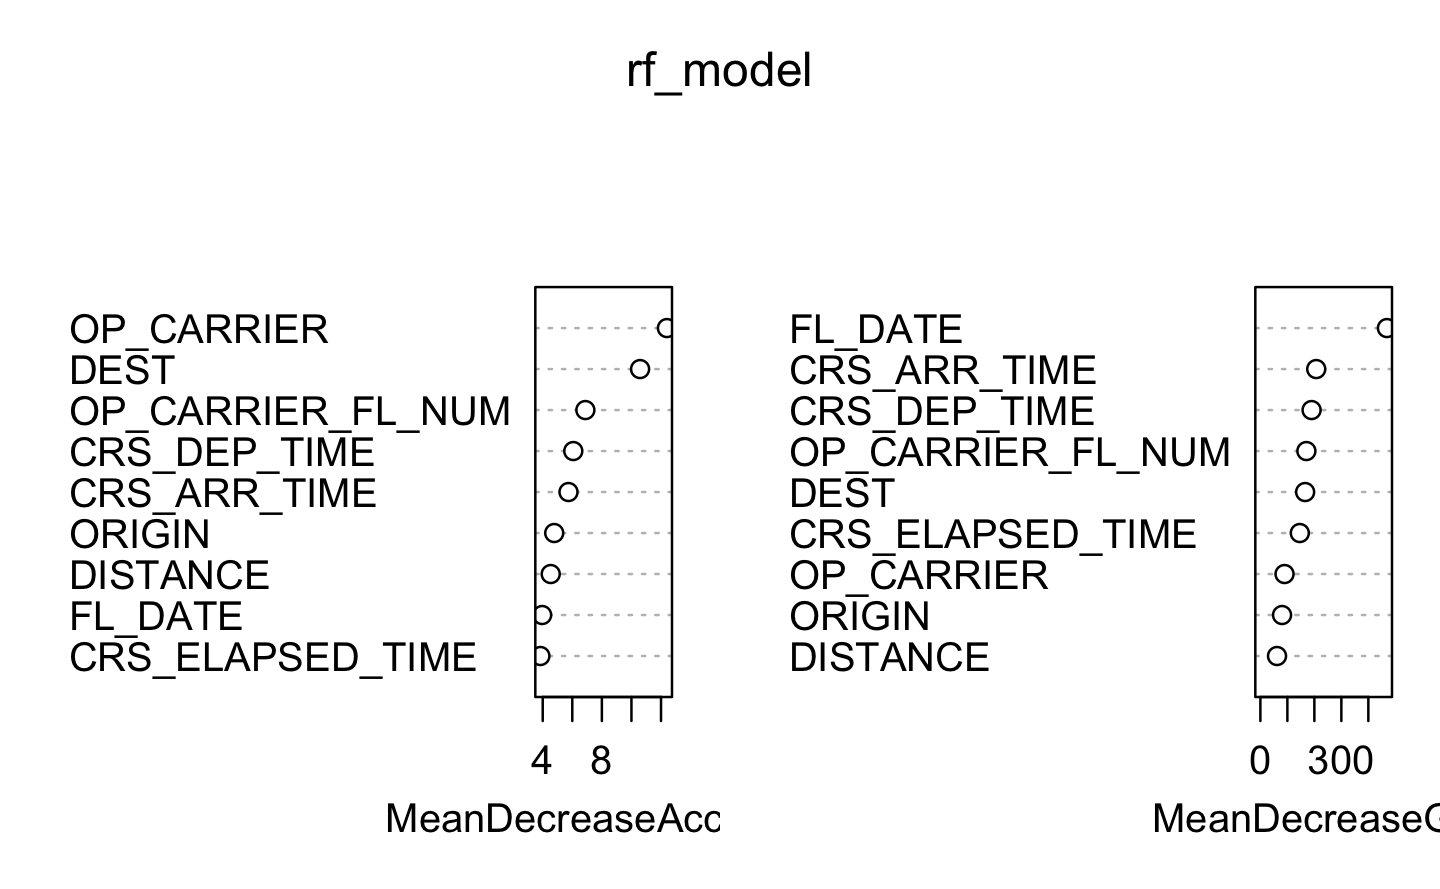 rf_model
OP_CARRIER
DEST
OP_CARRIER_FL_NUM
CRS_DEP_TIME
CRS_ARR_TIME
ORIGIN
DISTANCE
FL_DATE
CRS_ELAPSED_TIME
4 8
MeanDecreaseAcc
FL_DATE
CRS_ARR_TIME
CRS_DEP_TIME
OP_CARRIER_FL_NUM
DEST
CRS_ELAPSED_TIME
OP_CARRIER
ORIGIN
DISTANCE
0 300
MeanDecreaseG